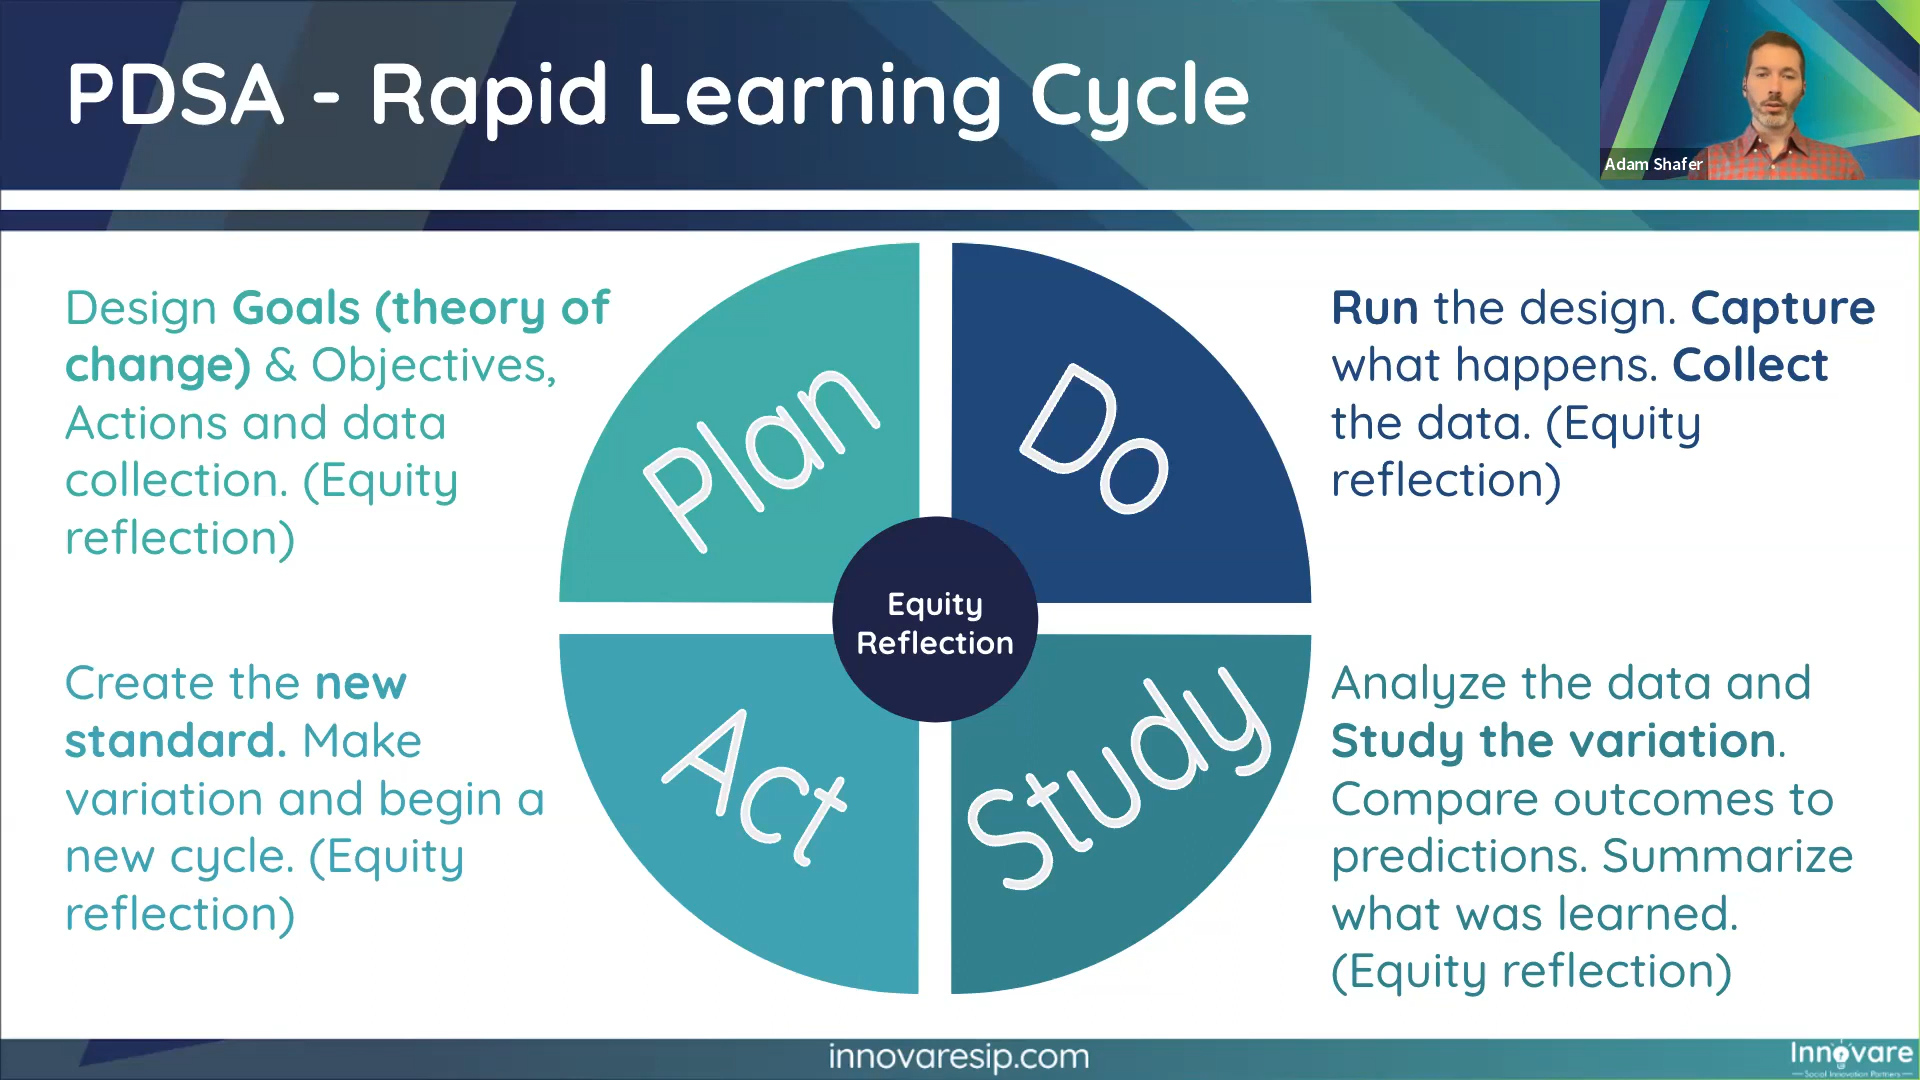 PDSA - Rapid Learning Cycle
Adam Shafer
Design Goals (theory of
change) & Objectives,
Actions and data
collection. (Equity
reflection)
Plan
Do
Run the design. Capture
what happens. Collect
the data. (Equity
reflection)
Equity
Reflection
Create the new
standard. Make
variation and begin a
new cycle. (Equity
reflection)
Act
Study
Analyze the data and
Study the variation.
Compare outcomes to
predictions. Summarize
what was learned.
(Equity reflection)
innovaresip.com
Innovare
Social Innovation Partners